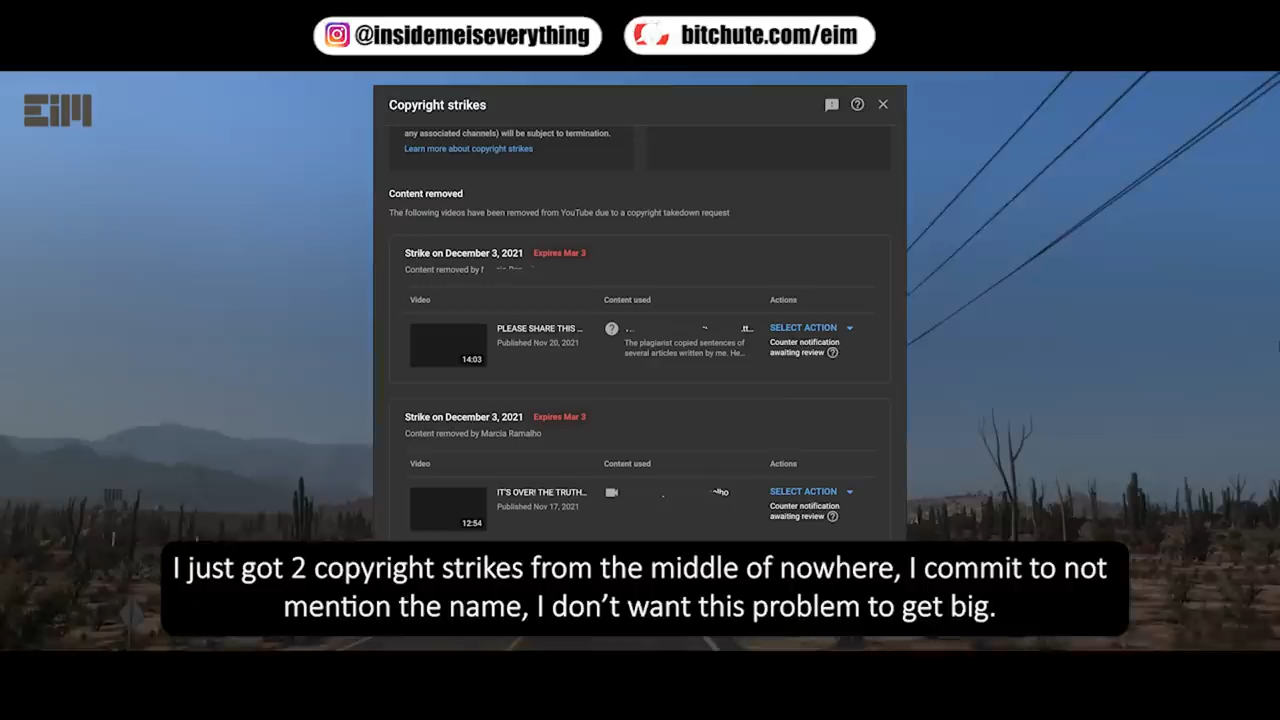 @insidemeiseverything
bitchute.com/eim
EiM
Copyright strikes
any associated channels) will be subject to termination.
Learn more about copyright strikes
Content removed
The following videos have been removed from YouTube due to a copyright takedown request
Strike on December 3, 2021 Expires Mar 3
Content removed by
Video Content used Actions
PLEASE SHARE THIS ...
Published Nov 20, 2021
14:03
The plagiarist copied sentences of
several articles written by me. He...
SELECT ACTION
Counter notification
awaiting review
Strike on December 3, 2021 Expires Mar 3
Content removed by Marcia Ramalho
Video Content used Actions
IT'S OVER! THE TRUTH...
Published Nov 17, 2021
12:54
lho
SELECT ACTION
Counter notification
awaiting review
I just got 2 copyright strikes from the middle of nowhere, I commit to not
mention the name, I don't want this problem to get big.